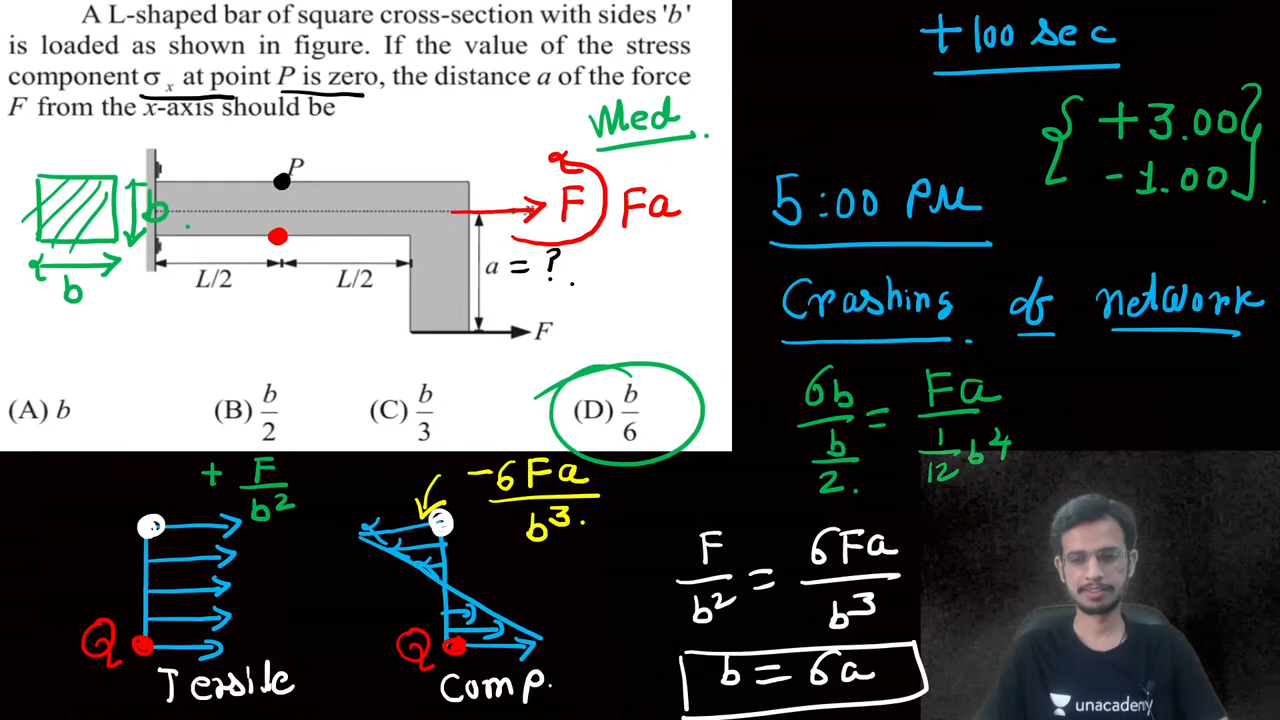 A L-shaped bar of square cross-section with sides 'b'
is loaded as shown in figure. If the value of the stress
component σ x at point P is zero, the distance a of the force
F from the x-axis should be
Med.
P
b
F
Fa
L/2
L/2
a = ?
b
F
(A) b
(B) b/2
(C) b/3
(D) b/6
+100 sec
{ +3.00
-1.00 }
5:00 PM
Crashing of network
6b/(b/2) = Fa/(1/12 b^4)
+ F/b²
-6Fa/b³
F/b² = 6Fa/b³
b = 6a
Q
Q
Tensile
Comp.
unacademy